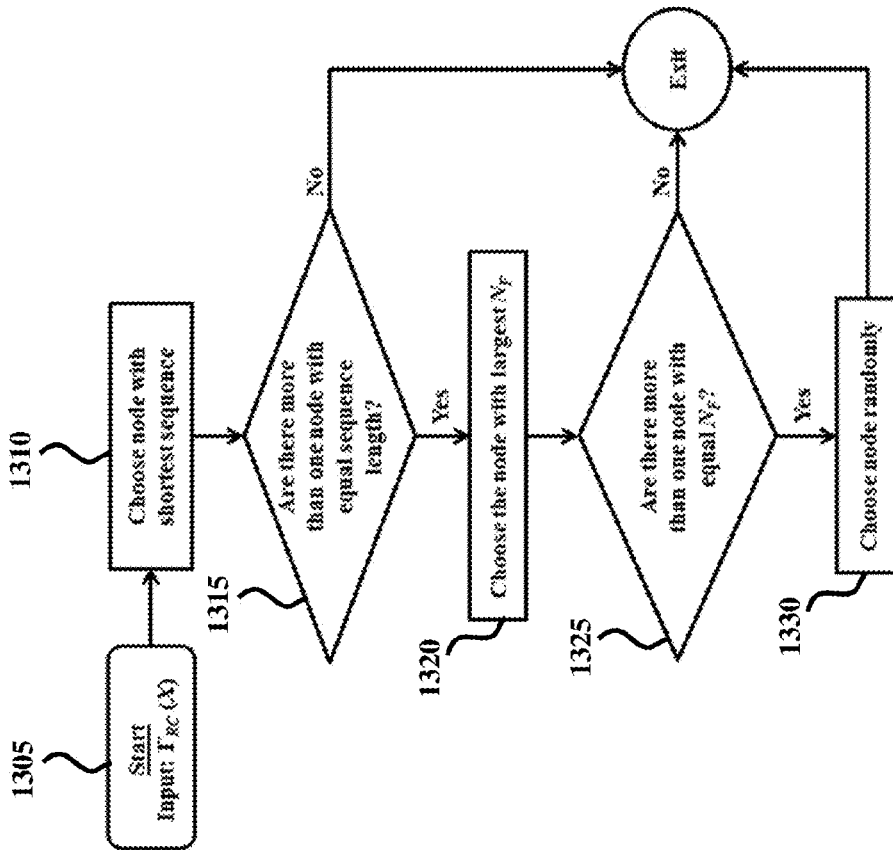 1305
Start
Input: Γ_RC (X)
1310
Choose node with
shortest sequence
1315
Are there more
than one node with
equal sequence
length?
No
Yes
1320
Choose the node with largest N_F
1325
Are there more
than one node with
equal N_F?
No
Yes
1330
Choose node randomly
Exit